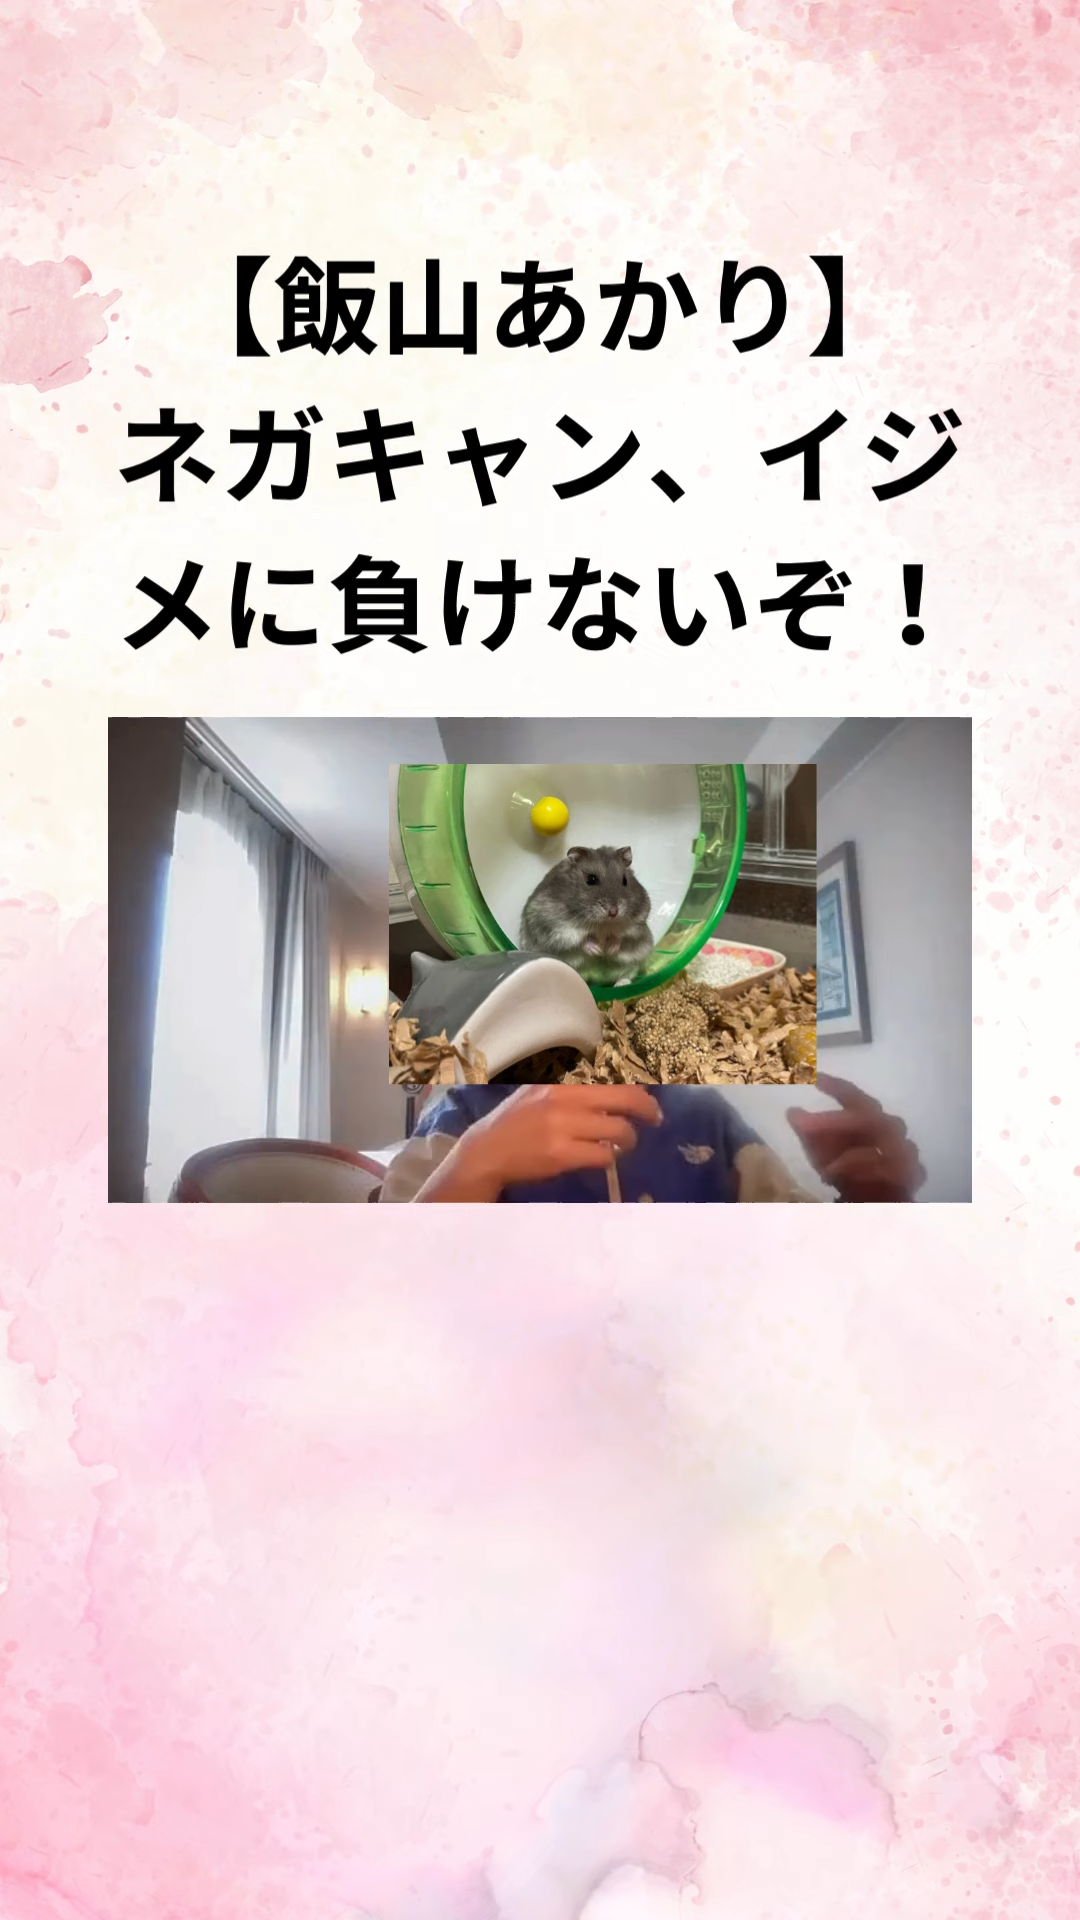 【飯山あかり】
ネガキャン、イジ
メに負けないぞ！